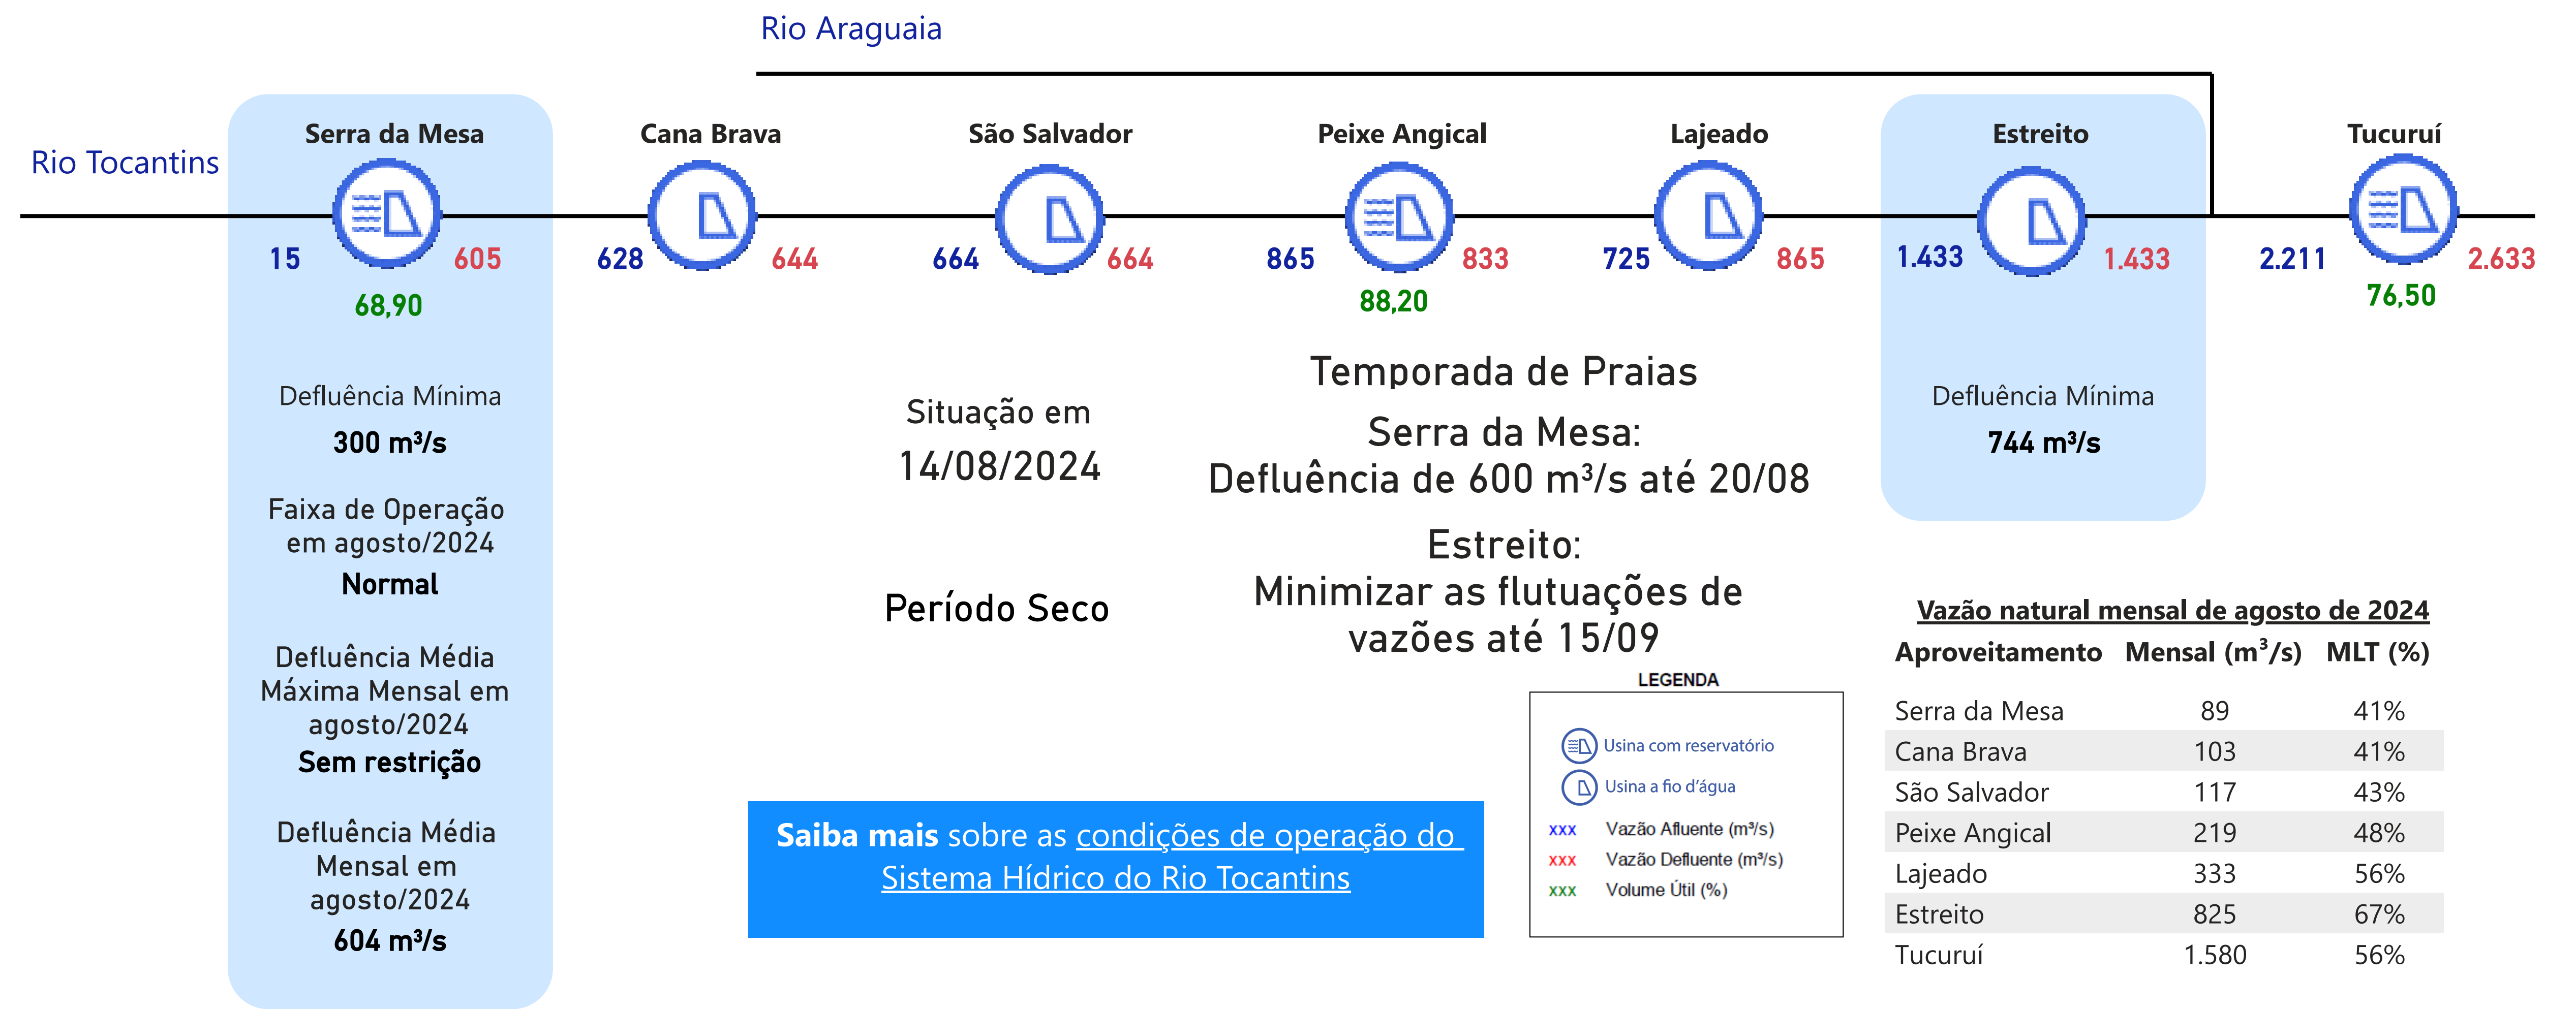 Rio Araguaia
Rio Tocantins
Serra da Mesa
Cana Brava
São Salvador
Peixe Angical
Lajeado
Estreito
Tucuruí
15
605
628
644
664
664
865
833
725
865
1.433
1.433
2.211
2.633
68,90
88,20
76,50
Defluência Mínima
300 m³/s
Faixa de Operação
em agosto/2024
Normal
Defluência Média
Máxima Mensal em
agosto/2024
Sem restrição
Defluência Média
Mensal em
agosto/2024
604 m³/s
Situação em
14/08/2024
Período Seco
Temporada de Praias
Serra da Mesa:
Defluência de 600 m³/s até 20/08
Estreito:
Minimizar as flutuações de
vazões até 15/09
Defluência Mínima
744 m³/s
Saiba mais sobre as condições de operação do
Sistema Hídrico do Rio Tocantins
LEGENDA
Usina com reservatório
Usina a fio d'água
xxx Vazão Afluente (m³/s)
xxx Vazão Defluente (m³/s)
xxx Volume Útil (%)
Vazão natural mensal de agosto de 2024
Aproveitamento Mensal (m³/s) MLT (%)
Serra da Mesa 89 41%
Cana Brava 103 41%
São Salvador 117 43%
Peixe Angical 219 48%
Lajeado 333 56%
Estreito 825 67%
Tucuruí 1.580 56%